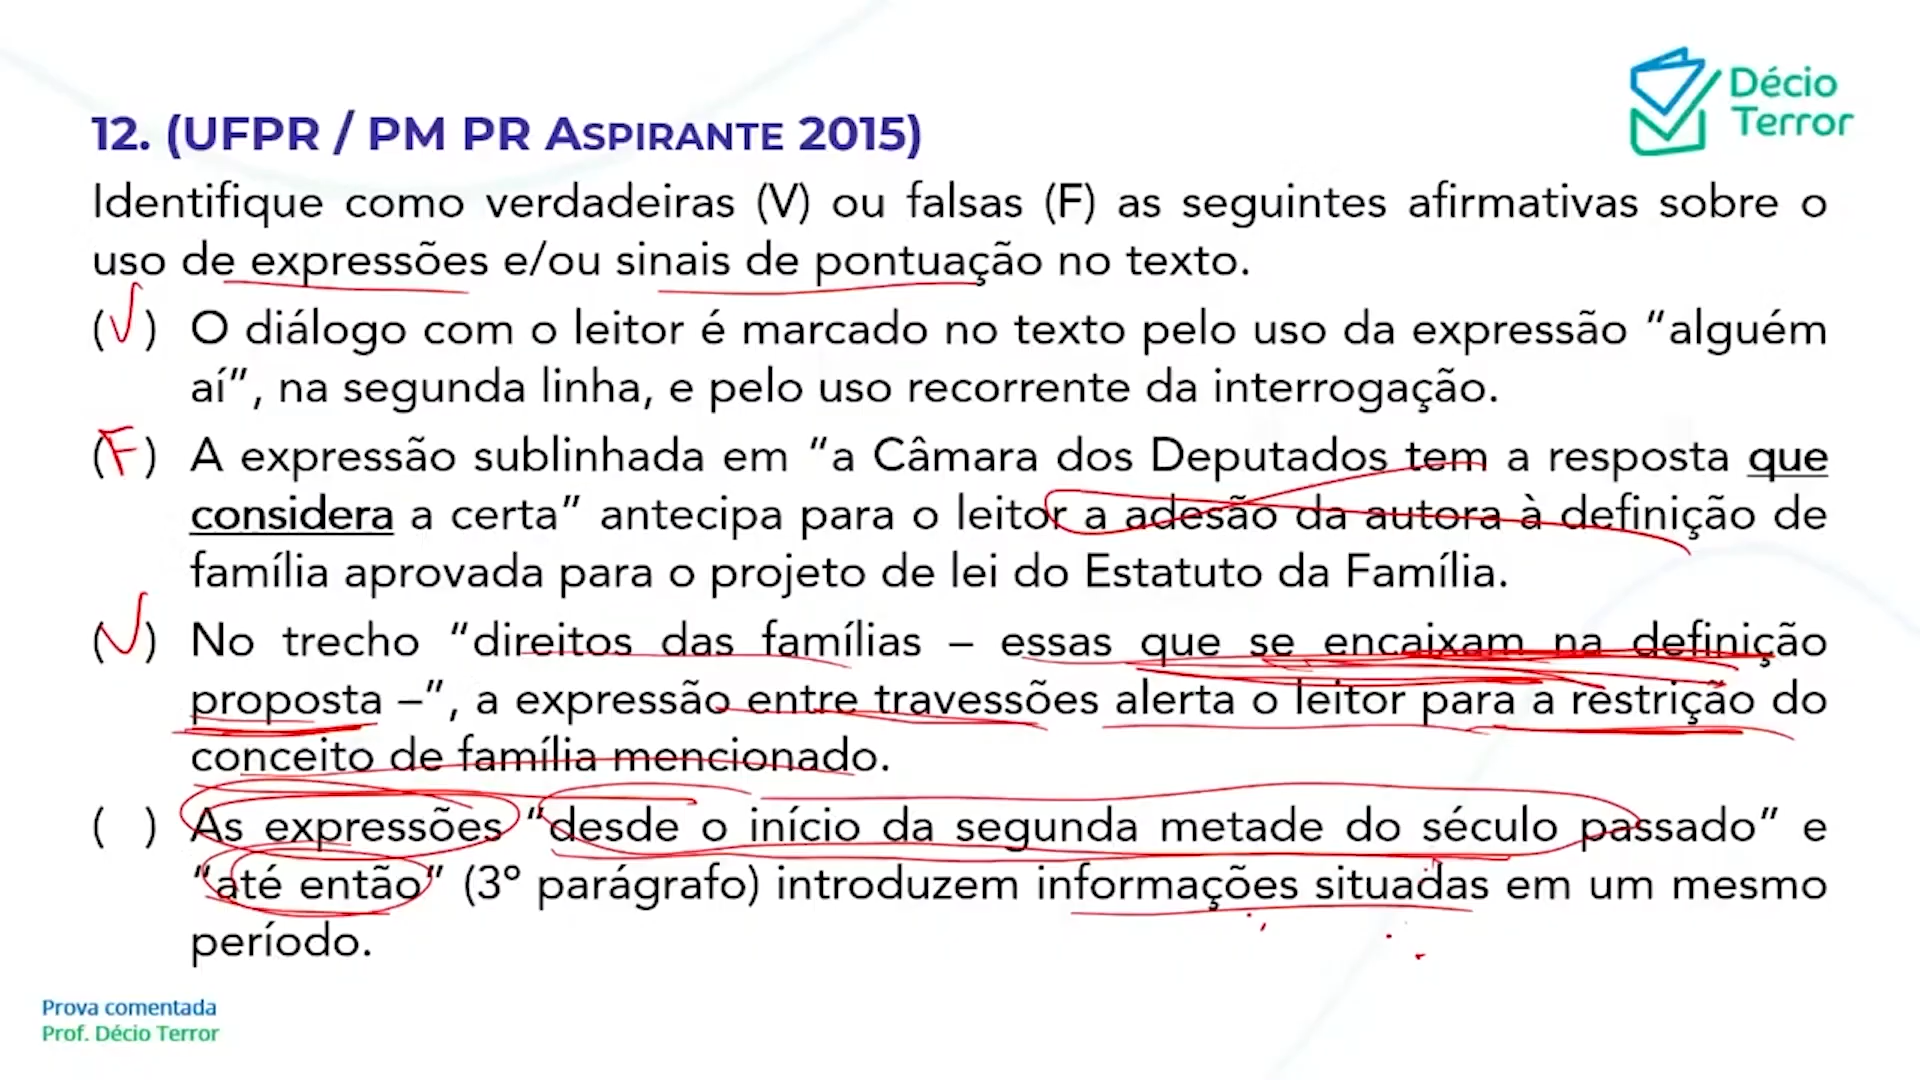 Décio
Terror
12. (UFPR / PM PR ASPIRANTE 2015)
Identifique como verdadeiras (V) ou falsas (F) as seguintes afirmativas sobre o
uso de expressões e/ou sinais de pontuação no texto.
(V) O diálogo com o leitor é marcado no texto pelo uso da expressão “alguém
aí”, na segunda linha, e pelo uso recorrente da interrogação.
(F) A expressão sublinhada em “a Câmara dos Deputados tem a resposta que
considera a certa” antecipa para o leitor a adesão da autora à definição de
família aprovada para o projeto de lei do Estatuto da Família.
(V) No trecho “direitos das famílias – essas que se encaixam na definição
proposta –”, a expressão entre travessões alerta o leitor para a restrição do
conceito de família mencionado.
( ) As expressões “desde o início da segunda metade do século passado” e
“até então” (3º parágrafo) introduzem informações situadas em um mesmo
período.
Prova comentada
Prof. Décio Terror